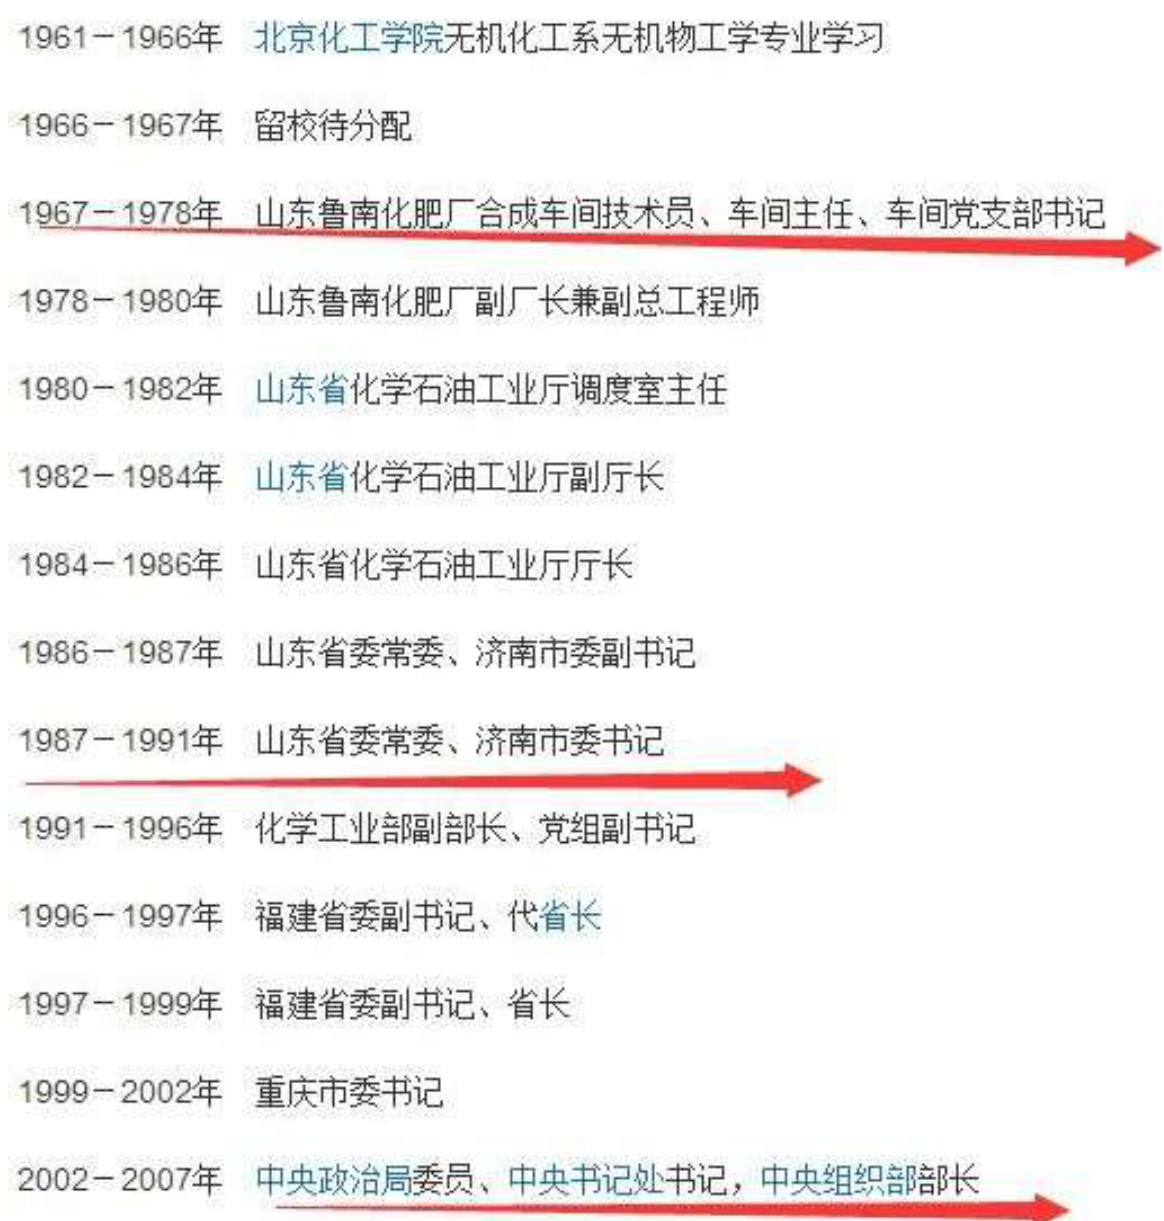 1961－1966年 北京化工学院无机化工系无机物工学专业学习
1966－1967年 留校待分配
1967－1978年 山东鲁南化肥厂合成车间技术员、车间主任、车间党支部书记
1978－1980年 山东鲁南化肥厂副厂长兼副总工程师
1980－1982年 山东省化学石油工业厅调度室主任
1982－1984年 山东省化学石油工业厅副厅长
1984－1986年 山东省化学石油工业厅厅长
1986－1987年 山东省委常委、济南市委副书记
1987－1991年 山东省委常委、济南市委书记
1991－1996年 化学工业部副部长、党组副书记
1996－1997年 福建省委副书记、代省长
1997－1999年 福建省委副书记、省长
1999－2002年 重庆市委书记
2002－2007年 中央政治局委员、中央书记处书记，中央组织部部长